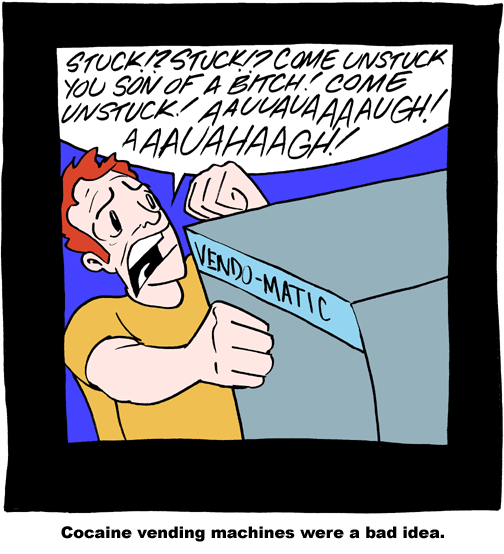 STUCK!? STUCK!? COME UNSTUCK
YOU SON OF A BITCH! COME
UNSTUCK! AAUUAUAAAAUGH!
AAAUAHAAGH!
VENDO-MATIC
Cocaine vending machines were a bad idea.